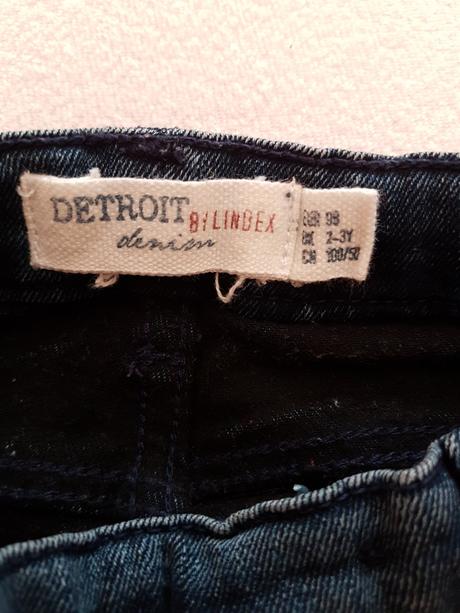 DETROIT
BY LINDEX
denim
EUR 98
UK 2-3Y
CN 100/50